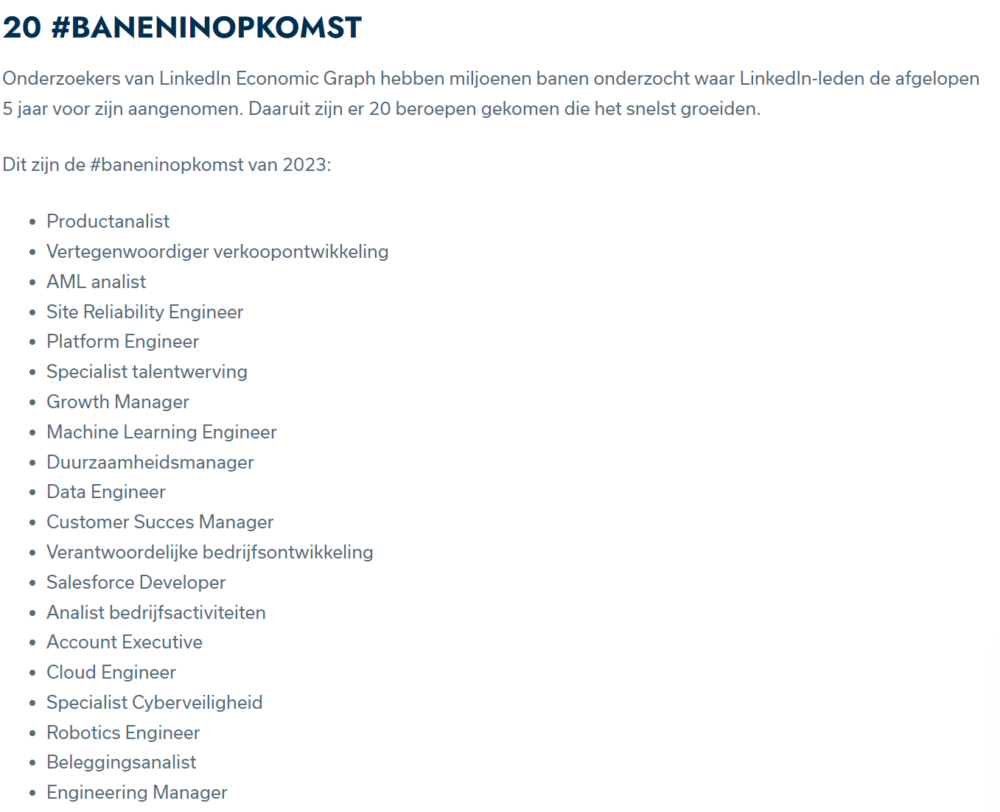 20 #BANENINOPKOMST
Onderzoekers van LinkedIn Economic Graph hebben miljoenen banen onderzocht waar LinkedIn-leden de afgelopen
5 jaar voor zijn aangenomen. Daaruit zijn er 20 beroepen gekomen die het snelst groeiden.
Dit zijn de #baneninopkomst van 2023:
• Productanalist
• Vertegenwoordiger verkoopontwikkeling
• AML analist
• Site Reliability Engineer
• Platform Engineer
• Specialist talentwerving
• Growth Manager
• Machine Learning Engineer
• Duurzaamheidsmanager
• Data Engineer
• Customer Succes Manager
• Verantwoordelijke bedrijfsontwikkeling
• Salesforce Developer
• Analist bedrijfsactiviteiten
• Account Executive
• Cloud Engineer
• Specialist Cyberveiligheid
• Robotics Engineer
• Beleggingsanalist
• Engineering Manager